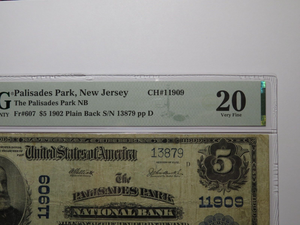 G Palisades Park, New Jersey CH#11909
The Palisades Park NB
NTY Fr#607 $5 1902 Plain Back S/N 13879 pp D
20
Very Fine
United States of America
13879
D
5
The
PALISADES PARK
NATIONAL BANK
11909
11909